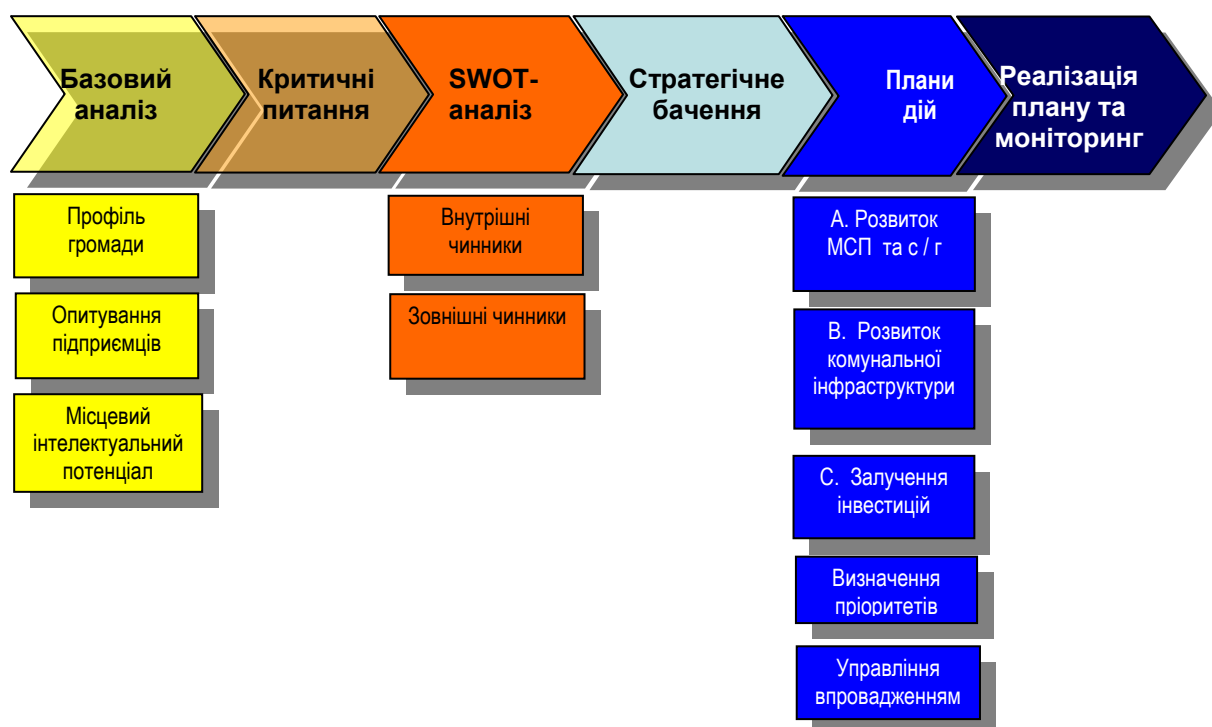 Базовий
аналіз
Критичні
питання
SWOT-
аналіз
Стратегічне
бачення
Плани
дій
Реалізація
плану та
моніторинг
Профіль
громади
Опитування
підприємців
Місцевий
інтелектуальний
потенціал
Внутрішні
чинники
Зовнішні чинники
А. Розвиток
МСП та с / г
В. Розвиток
комунальної
інфраструктури
С. Залучення
інвестицій
Визначення
пріоритетів
Управління
впровадженням